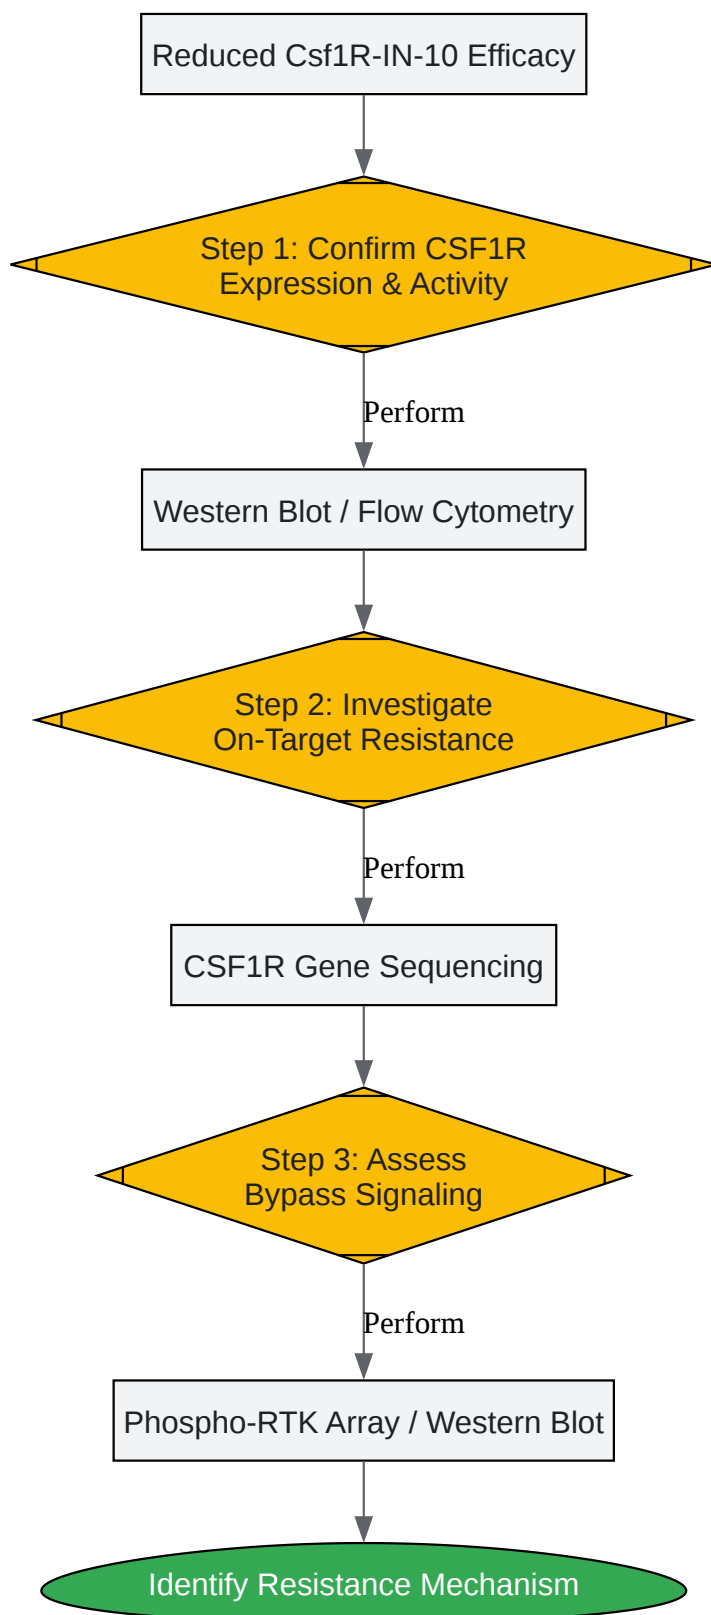 Reduced Csf1R-IN-10 Efficacy
Step 1: Confirm CSF1R
Expression & Activity
Perform
Western Blot / Flow Cytometry
Step 2: Investigate
On-Target Resistance
Perform
CSF1R Gene Sequencing
Step 3: Assess
Bypass Signaling
Perform
Phospho-RTK Array / Western Blot
Identify Resistance Mechanism